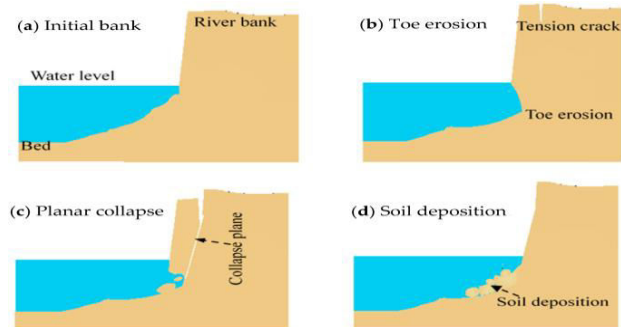 (a) Initial bank
River bank
Water level
Bed
(b) Toe erosion
Tension crack
Toe erosion
(c) Planar collapse
Collapse plane
(d) Soil deposition
Soil deposition